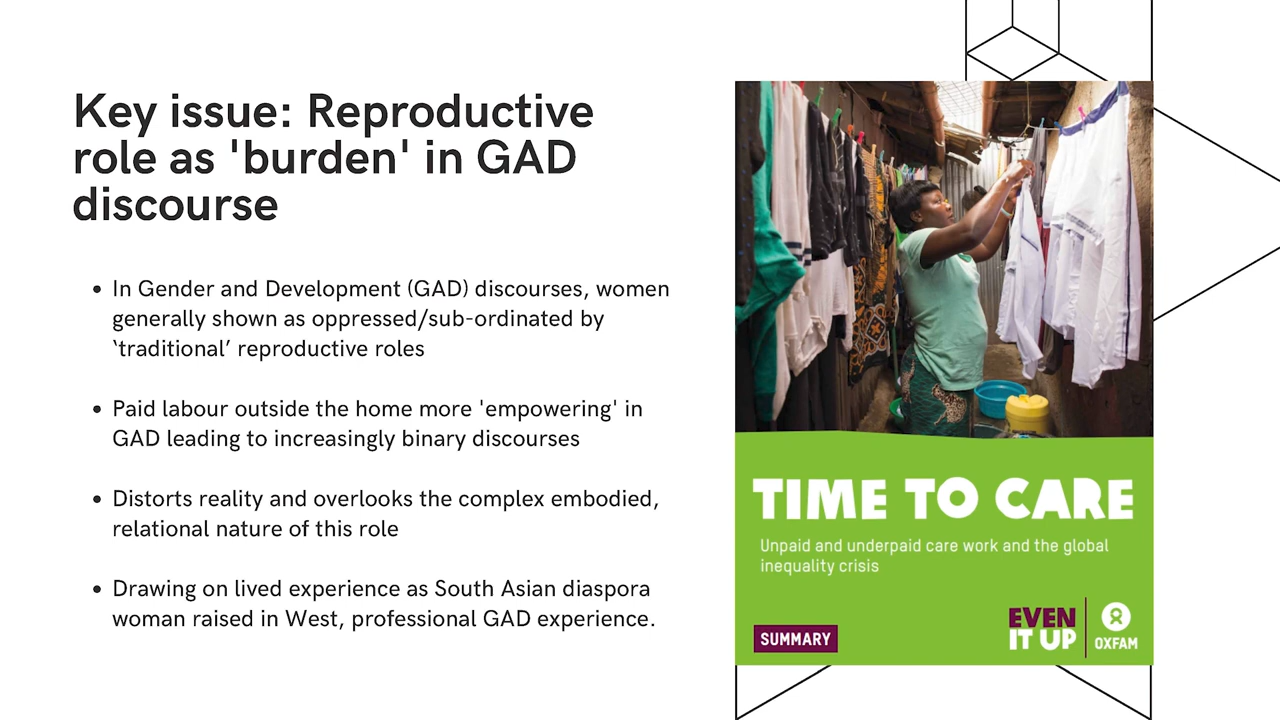 Key issue: Reproductive
role as 'burden' in GAD
discourse
• In Gender and Development (GAD) discourses, women
generally shown as oppressed/sub-ordinated by
‘traditional’ reproductive roles
• Paid labour outside the home more 'empowering' in
GAD leading to increasingly binary discourses
• Distorts reality and overlooks the complex embodied,
relational nature of this role
• Drawing on lived experience as South Asian diaspora
woman raised in West, professional GAD experience.
TIME TO CARE
Unpaid and underpaid care work and the global
inequality crisis
SUMMARY
EVEN
IT UP
OXFAM